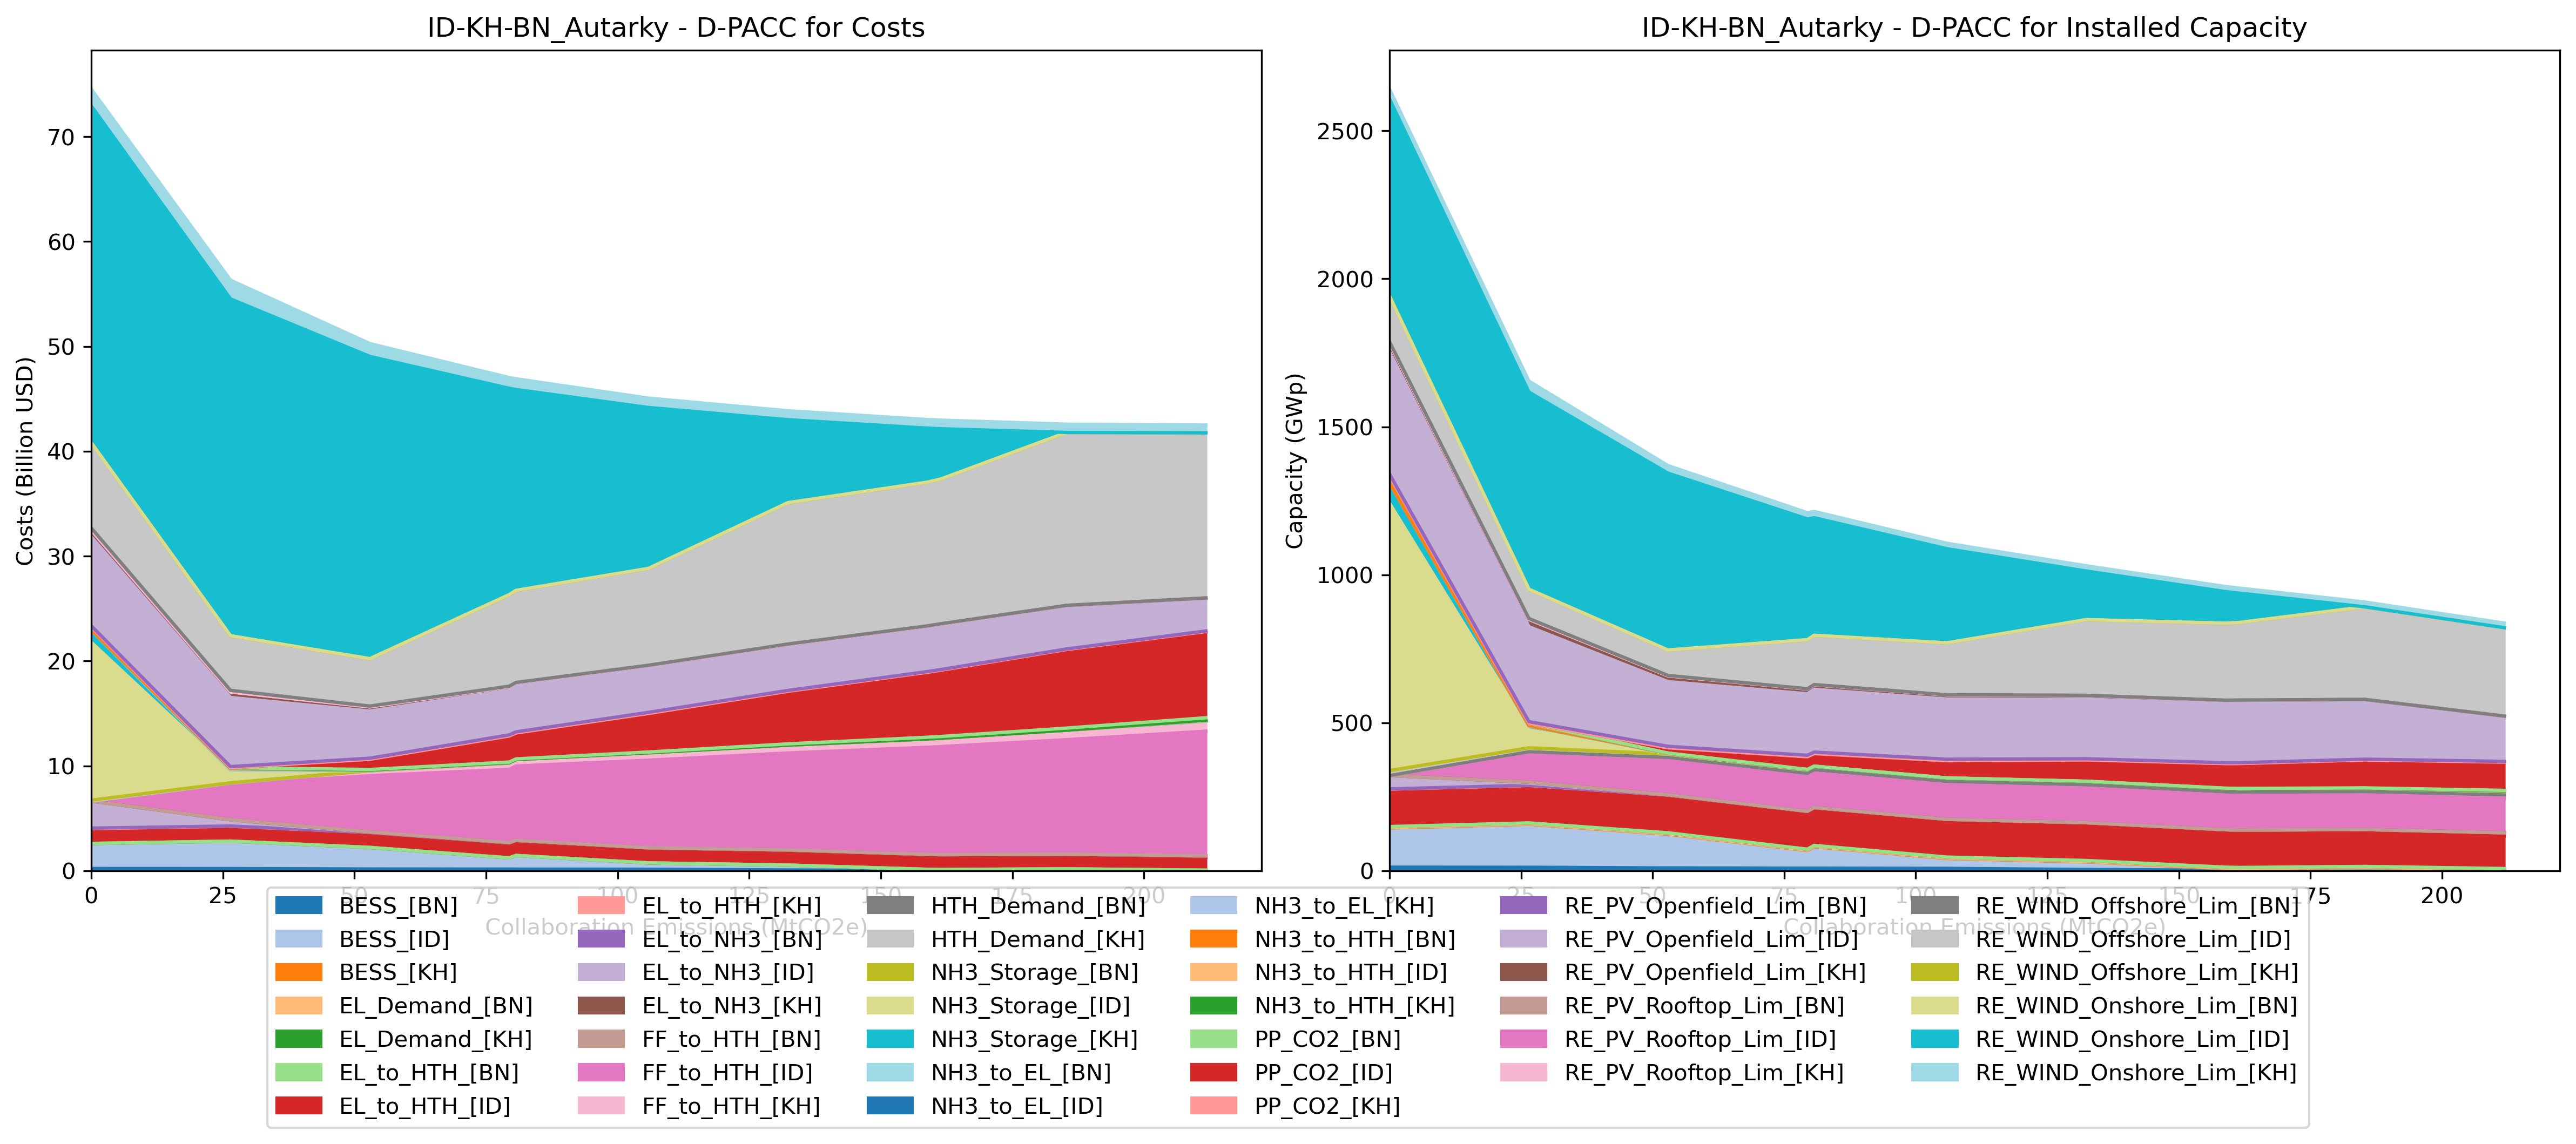 ID-KH-BN_Autarky - D-PACC for Costs
Costs (Billion USD)
70
60
50
40
30
20
10
0
0 25 50 75 100 125 150 175 200
Collaboration Emissions (MtCO2e)
ID-KH-BN_Autarky - D-PACC for Installed Capacity
Capacity (GWp)
2500
2000
1500
1000
500
0
0 25 50 75 100 125 150 175 200
Collaboration Emissions (MtCO2e)
BESS_[BN]
BESS_[ID]
BESS_[KH]
EL_Demand_[BN]
EL_Demand_[KH]
EL_to_HTH_[BN]
EL_to_HTH_[ID]
EL_to_HTH_[KH]
EL_to_NH3_[BN]
EL_to_NH3_[ID]
EL_to_NH3_[KH]
FF_to_HTH_[BN]
FF_to_HTH_[ID]
FF_to_HTH_[KH]
HTH_Demand_[BN]
HTH_Demand_[KH]
NH3_Storage_[BN]
NH3_Storage_[ID]
NH3_Storage_[KH]
NH3_to_EL_[BN]
NH3_to_EL_[ID]
NH3_to_EL_[KH]
NH3_to_HTH_[BN]
NH3_to_HTH_[ID]
NH3_to_HTH_[KH]
PP_CO2_[BN]
PP_CO2_[ID]
PP_CO2_[KH]
RE_PV_Openfield_Lim_[BN]
RE_PV_Openfield_Lim_[ID]
RE_PV_Openfield_Lim_[KH]
RE_PV_Rooftop_Lim_[BN]
RE_PV_Rooftop_Lim_[ID]
RE_PV_Rooftop_Lim_[KH]
RE_WIND_Offshore_Lim_[BN]
RE_WIND_Offshore_Lim_[ID]
RE_WIND_Offshore_Lim_[KH]
RE_WIND_Onshore_Lim_[BN]
RE_WIND_Onshore_Lim_[ID]
RE_WIND_Onshore_Lim_[KH]